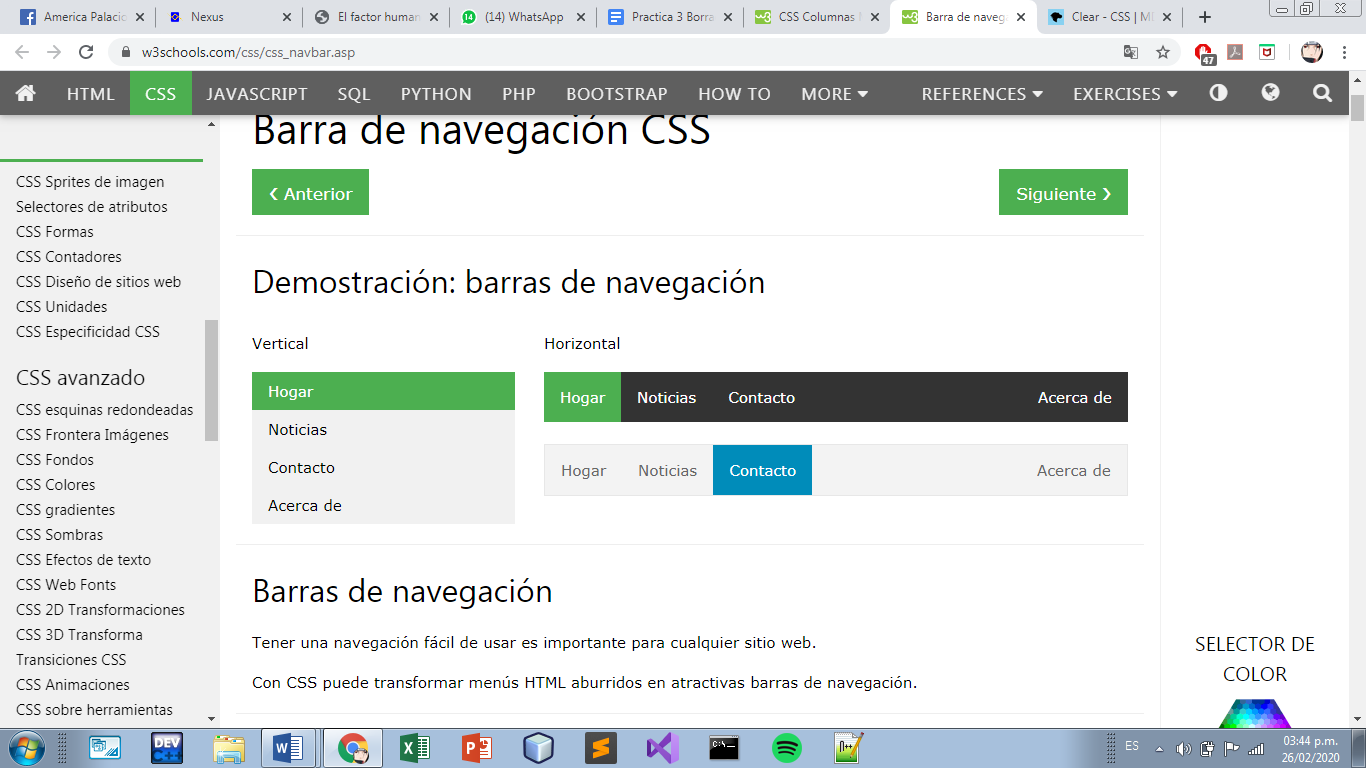 America Palacio
Nexus
El factor human
(14) WhatsApp
Practica 3 Borra
CSS Columnas
Barra de naveg
Clear - CSS | M
w3schools.com/css/css_navbar.asp
47
HTML CSS JAVASCRIPT SQL PYTHON PHP BOOTSTRAP HOW TO MORE REFERENCES EXERCISES
Barra de navegación CSS
❮ Anterior
Siguiente ❯
CSS Sprites de imagen
Selectores de atributos
CSS Formas
CSS Contadores
CSS Diseño de sitios web
CSS Unidades
CSS Especificidad CSS
CSS avanzado
CSS esquinas redondeadas
CSS Frontera Imágenes
CSS Fondos
CSS Colores
CSS gradientes
CSS Sombras
CSS Efectos de texto
CSS Web Fonts
CSS 2D Transformaciones
CSS 3D Transforma
Transiciones CSS
CSS Animaciones
CSS sobre herramientas
Demostración: barras de navegación
Vertical
Hogar
Noticias
Contacto
Acerca de
Horizontal
Hogar Noticias Contacto Acerca de
Hogar Noticias Contacto Acerca de
Barras de navegación
Tener una navegación fácil de usar es importante para cualquier sitio web.
Con CSS puede transformar menús HTML aburridos en atractivas barras de navegación.
SELECTOR DE
COLOR
DEV
C++
ES
03:44 p.m.
26/02/2020